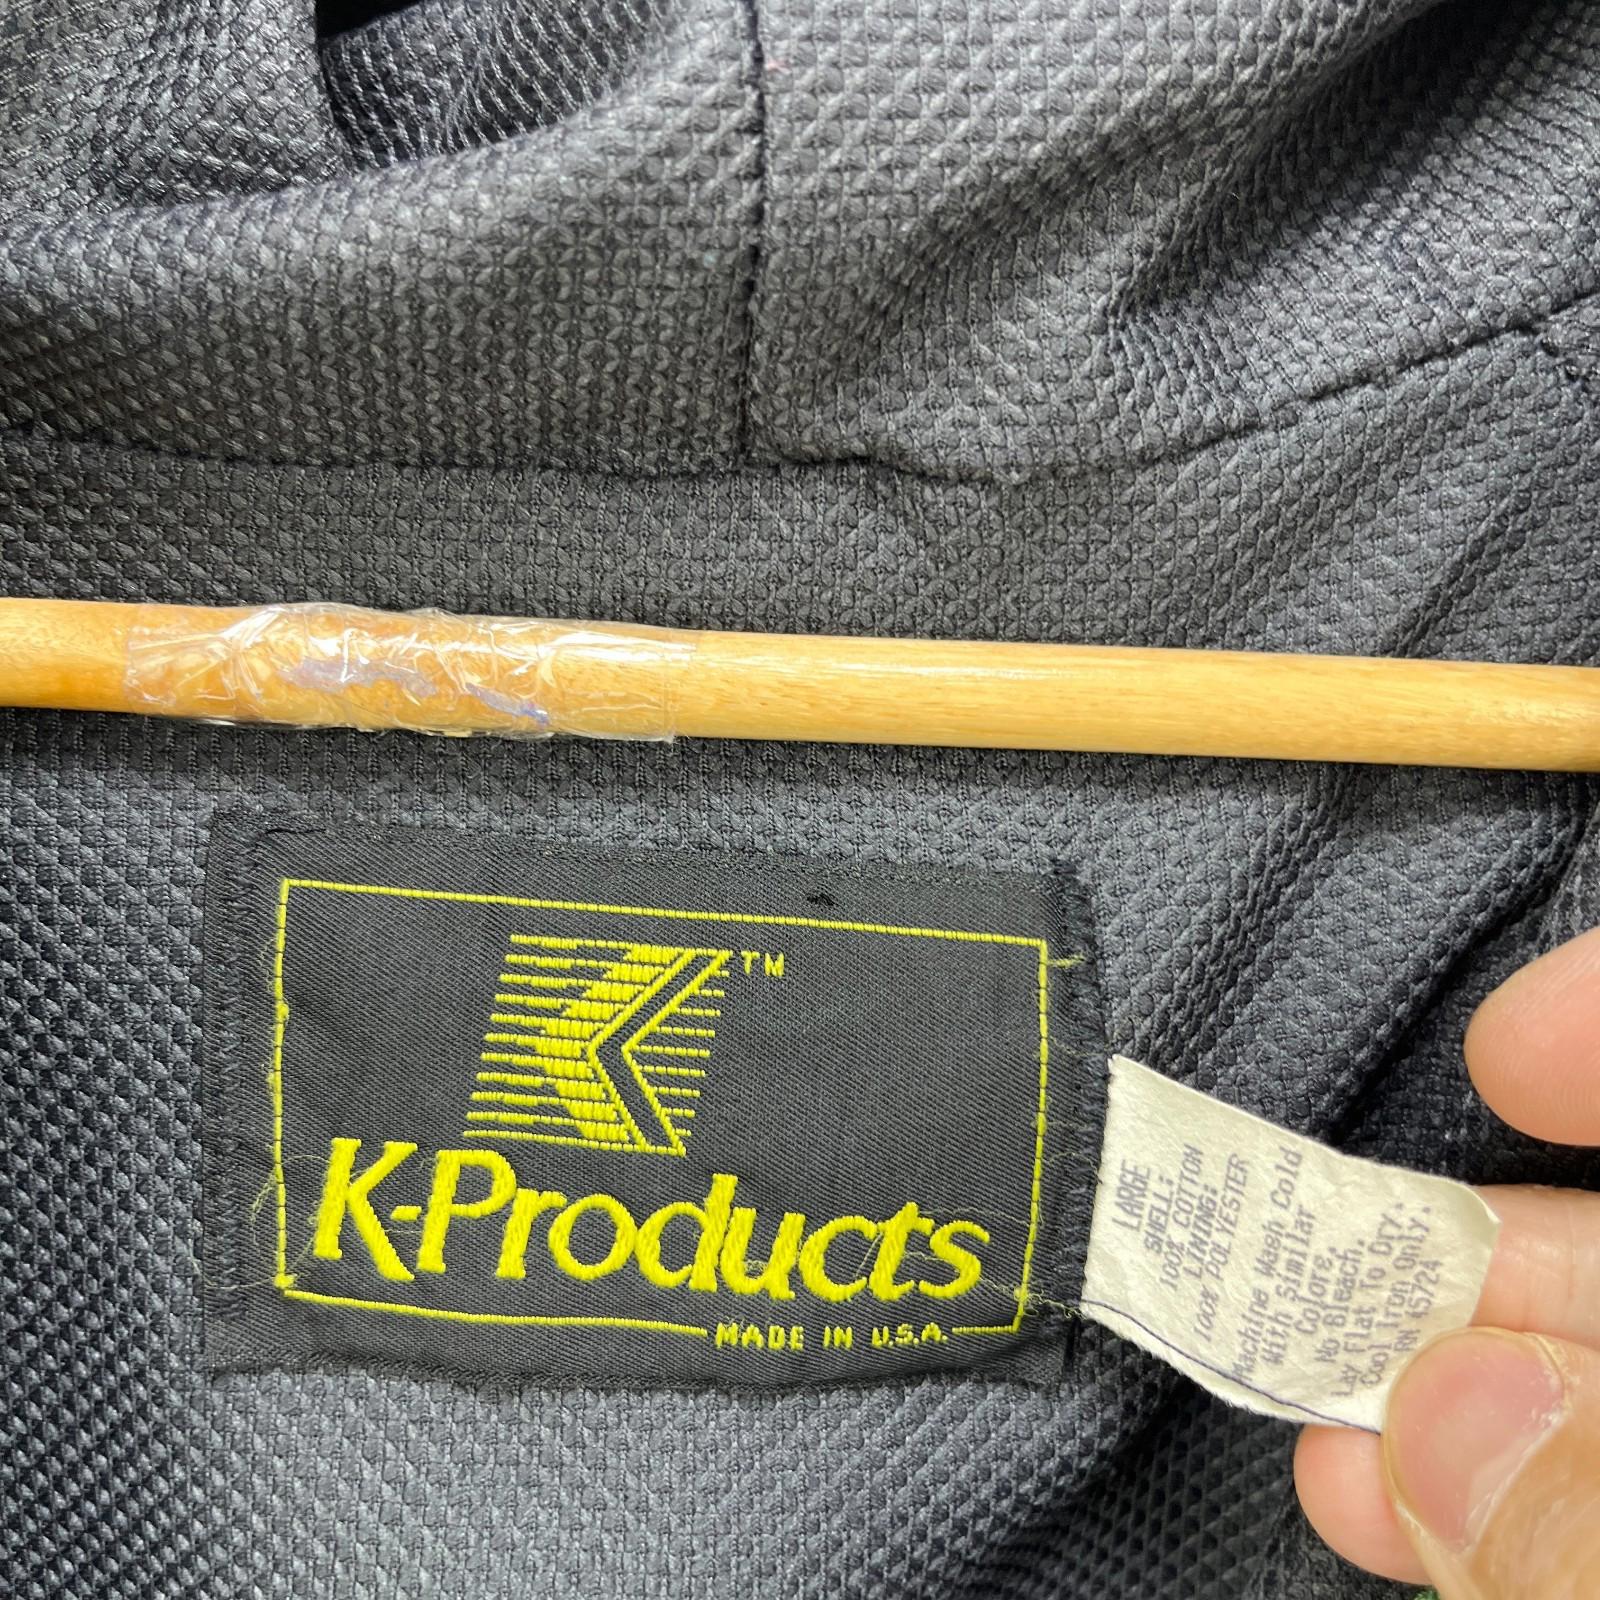 TM
K-Products
MADE IN U.S.A.
LARGE
SHELL:
100% COTTON
LINING:
100% POLYESTER
Machine Wash Cold
With Similar
Colors.
No Bleach.
Lay Flat To Dry.
Cool Iron Only.
RN 15724